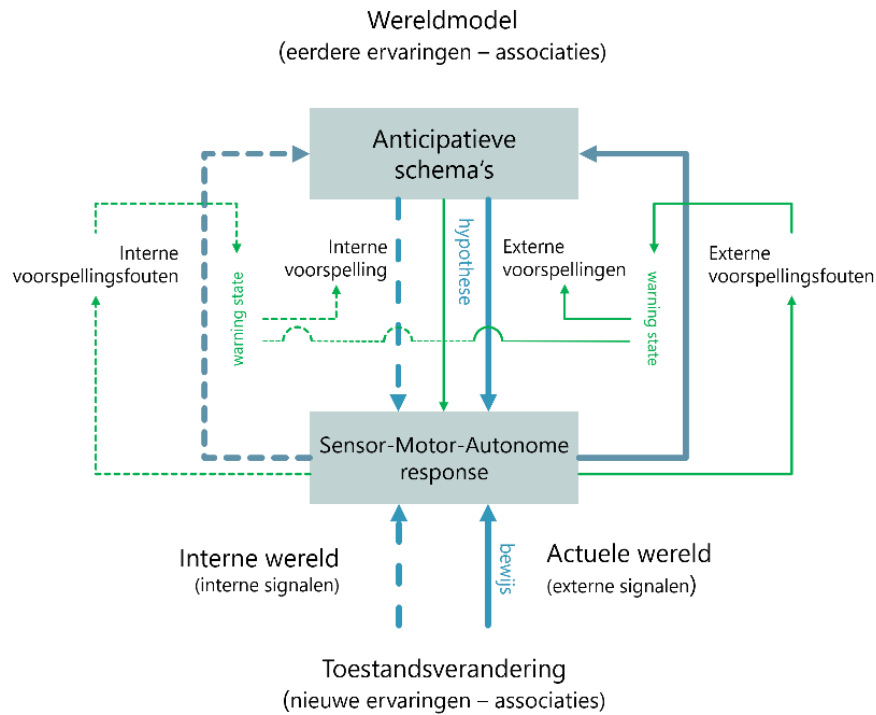 Wereldmodel
(eerdere ervaringen – associaties)
Anticipatieve
schema's
Interne
voorspellingsfouten
warning state
Interne
voorspelling
hypothese
Externe
voorspellingen
warning state
Externe
voorspellingsfouten
Sensor-Motor-Autonome
response
Interne wereld
(interne signalen)
bewijs
Actuele wereld
(externe signalen)
Toestandsverandering
(nieuwe ervaringen – associaties)